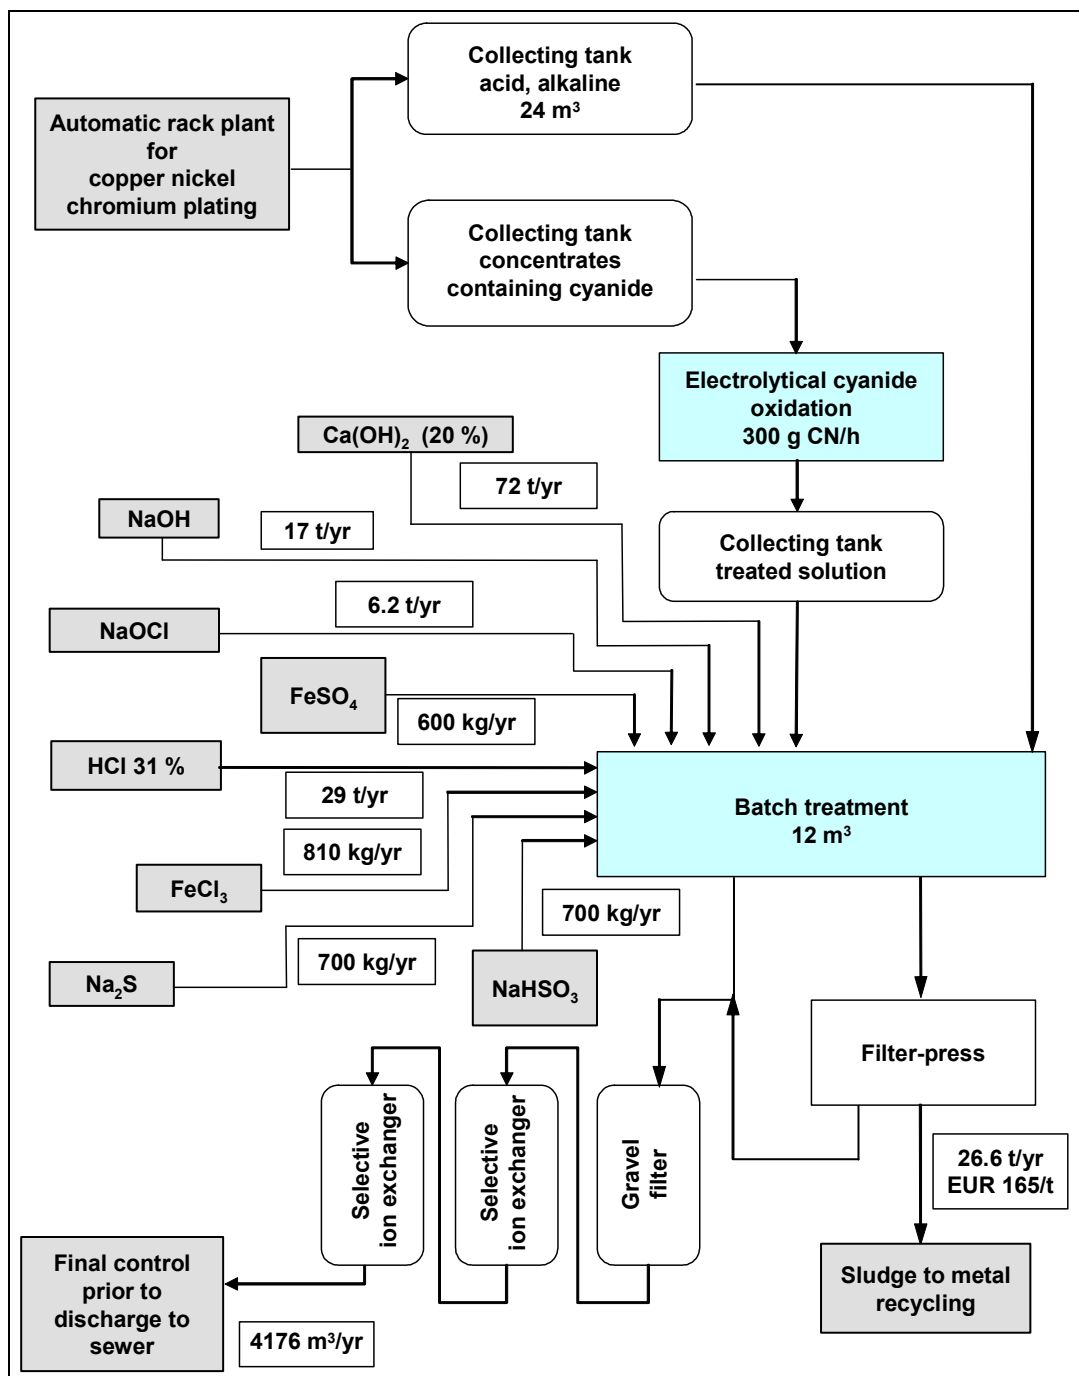 Collecting tank
acid, alkaline
24 m³
Automatic rack plant
for
copper nickel
chromium plating
Collecting tank
concentrates
containing cyanide
Electrolytical cyanide
oxidation
300 g CN/h
Ca(OH)₂ (20 %)
72 t/yr
NaOH
17 t/yr
Collecting tank
treated solution
6.2 t/yr
NaOCl
FeSO₄
600 kg/yr
HCl 31 %
29 t/yr
Batch treatment
12 m³
810 kg/yr
FeCl₃
700 kg/yr
700 kg/yr
Na₂S
NaHSO₃
Filter-press
Selective
ion exchanger
Selective
ion exchanger
Gravel
filter
26.6 t/yr
EUR 165/t
Final control
prior to
discharge to
sewer
4176 m³/yr
Sludge to metal
recycling